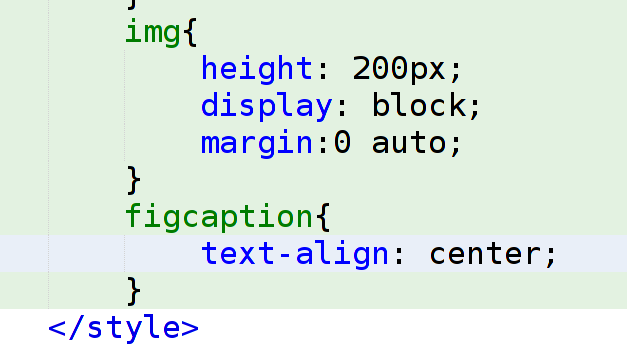 }
img{
height: 200px;
display: block;
margin:0 auto;
}
figcaption{
text-align: center;
}
</style>